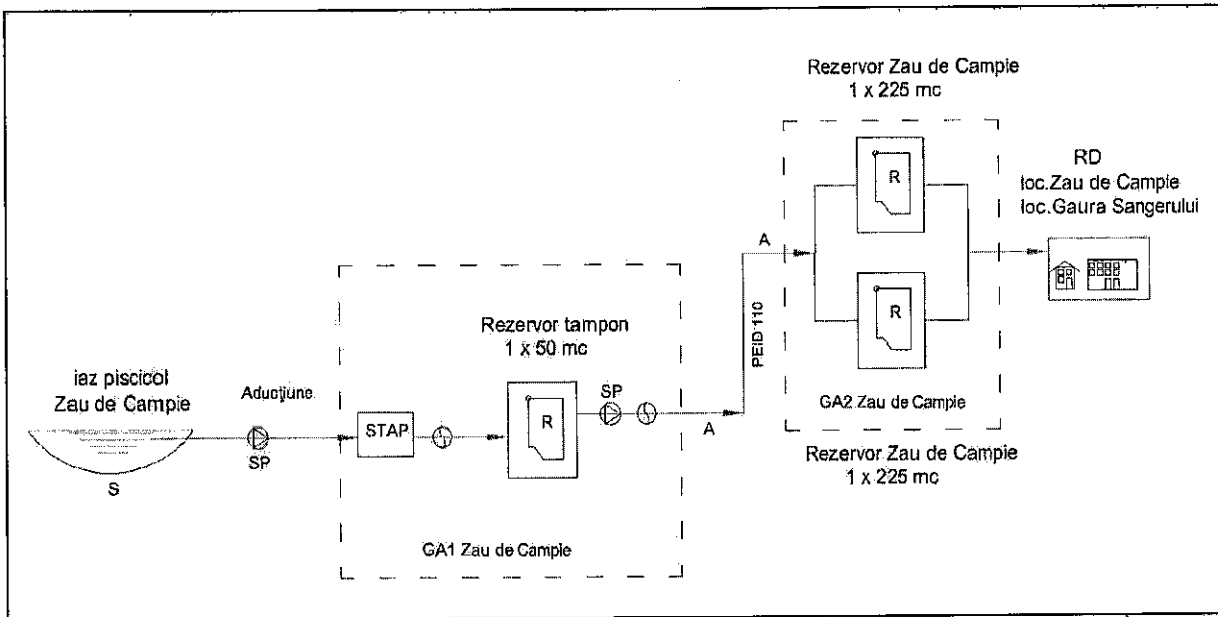 Rezervor Zau de Campie
1 x 225 mc
RD
loc.Zau de Campie
loc.Gaura Sangerului
R
A
R
PEID 110
GA2 Zau de Campie
Rezervor Zau de Campie
1 x 225 mc
Rezervor tampon
1 x 50 mc
iaz piscicol
Zau de Campie
Aducţiune
SP
STAP
R
SP
A
S
GA1 Zau de Campie